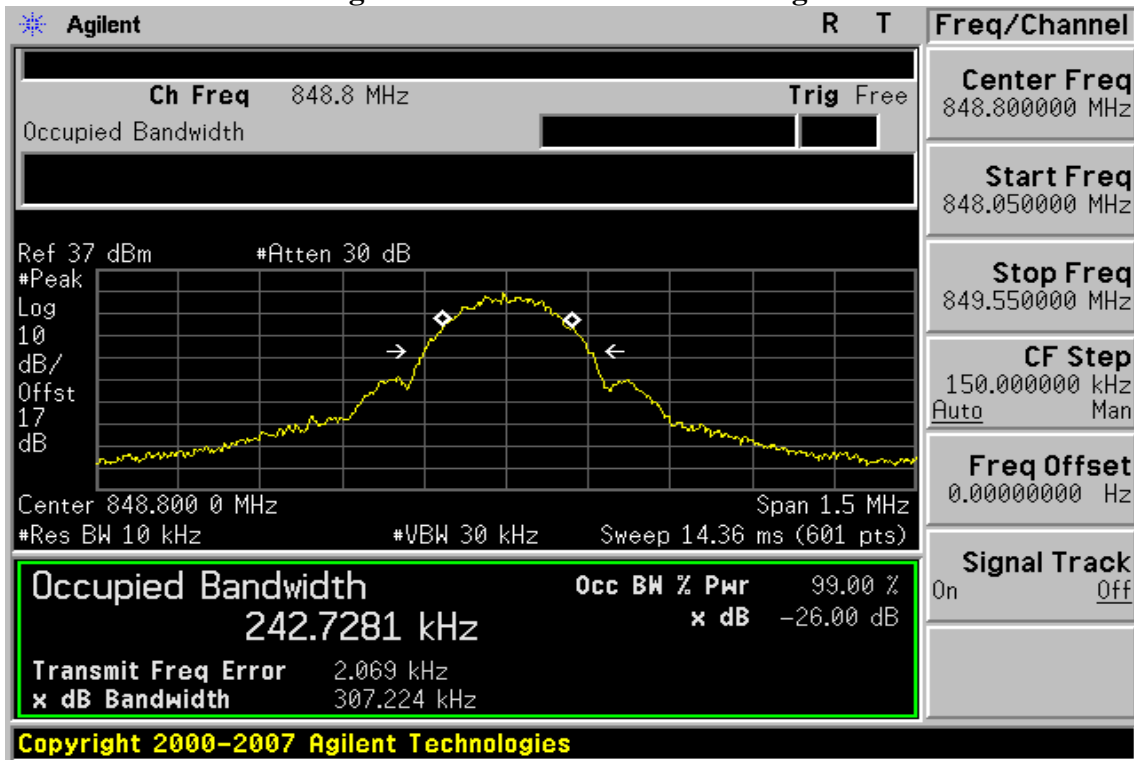 Agilent R T
Ch Freq 848.8 MHz Trig Free
Occupied Bandwidth
Ref 37 dBm #Atten 30 dB
#Peak
Log
10
dB/
Offst
17
dB
Center 848.800 0 MHz Span 1.5 MHz
#Res BW 10 kHz #VBW 30 kHz Sweep 14.36 ms (601 pts)
Occupied Bandwidth Occ BW % Pwr 99.00 %
242.7281 kHz x dB -26.00 dB
Transmit Freq Error 2.069 kHz
x dB Bandwidth 307.224 kHz
Copyright 2000-2007 Agilent Technologies
Freq/Channel
Center Freq
848.800000 MHz
Start Freq
848.050000 MHz
Stop Freq
849.550000 MHz
CF Step
150.000000 kHz
Auto Man
Freq Offset
0.00000000 Hz
Signal Track
On Off